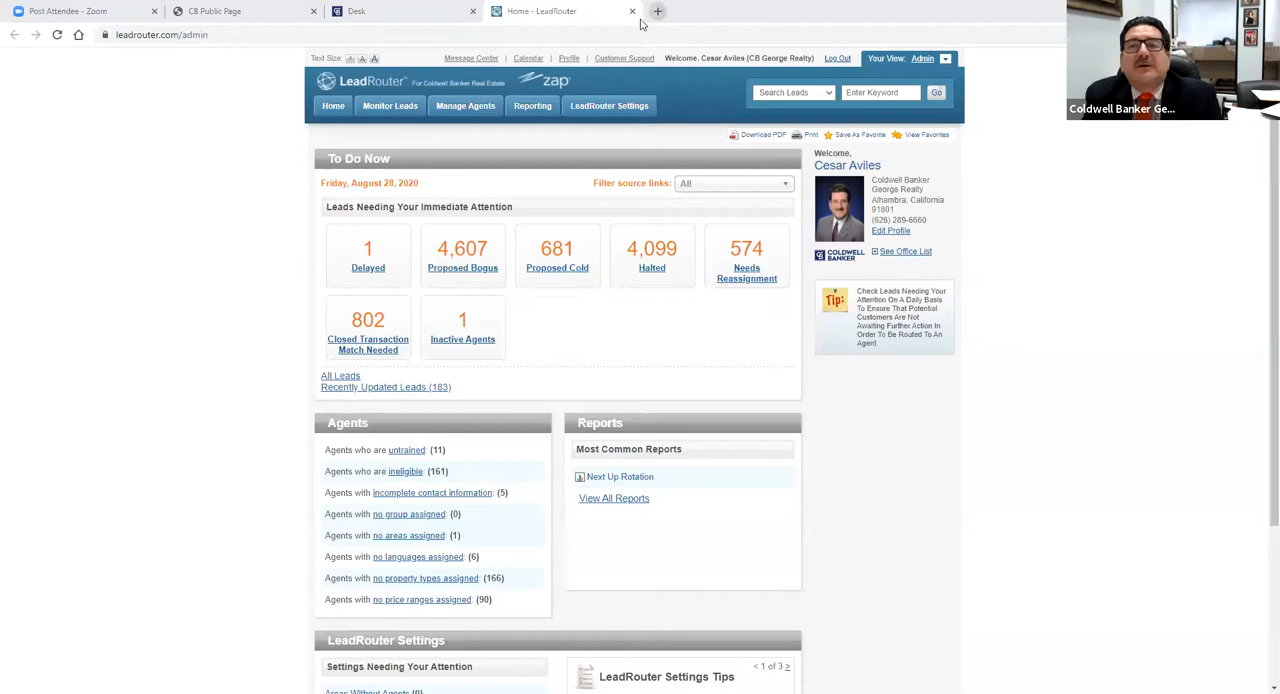 Post Attendee - Zoom
CB Public Page
Desk
Home - LeadRouter
leadrouter.com/admin
Text Size: A A A
Message Center | Calendar | Profile | Customer Support Welcome, Cesar Aviles (CB George Realty) Log Out
Your View: Admin
LeadRouter For Coldwell Banker Real Estate zap
Search Leads Enter Keyword Go
Home Monitor Leads Manage Agents Reporting LeadRouter Settings
Download PDF Print Save As Favorite View Favorites
To Do Now
Friday, August 28, 2020
Filter source links: All
Leads Needing Your Immediate Attention
1
Delayed
4,607
Proposed Bogus
681
Proposed Cold
4,099
Halted
574
Needs
Reassignment
802
Closed Transaction
Match Needed
1
Inactive Agents
All Leads
Recently Updated Leads (183)
Agents
Agents who are untrained: (11)
Agents who are ineligible: (161)
Agents with incomplete contact information: (5)
Agents with no group assigned: (0)
Agents with no areas assigned: (1)
Agents with no languages assigned: (6)
Agents with no property types assigned: (166)
Agents with no price ranges assigned: (90)
Reports
Most Common Reports
Next Up Rotation
View All Reports
LeadRouter Settings
Settings Needing Your Attention
Areas Without Agents (0)
< 1 of 3 >
LeadRouter Settings Tips
Welcome,
Cesar Aviles
Coldwell Banker
George Realty
Alhambra, California
91801
(626) 289-6660
Edit Profile
COLDWELL
BANKER
See Office List
Tip:
Check Leads Needing Your
Attention On A Daily Basis
To Ensure That Potential
Customers Are Not
Awaiting Further Action In
Order To Be Routed To An
Agent.
Coldwell Banker Ge...